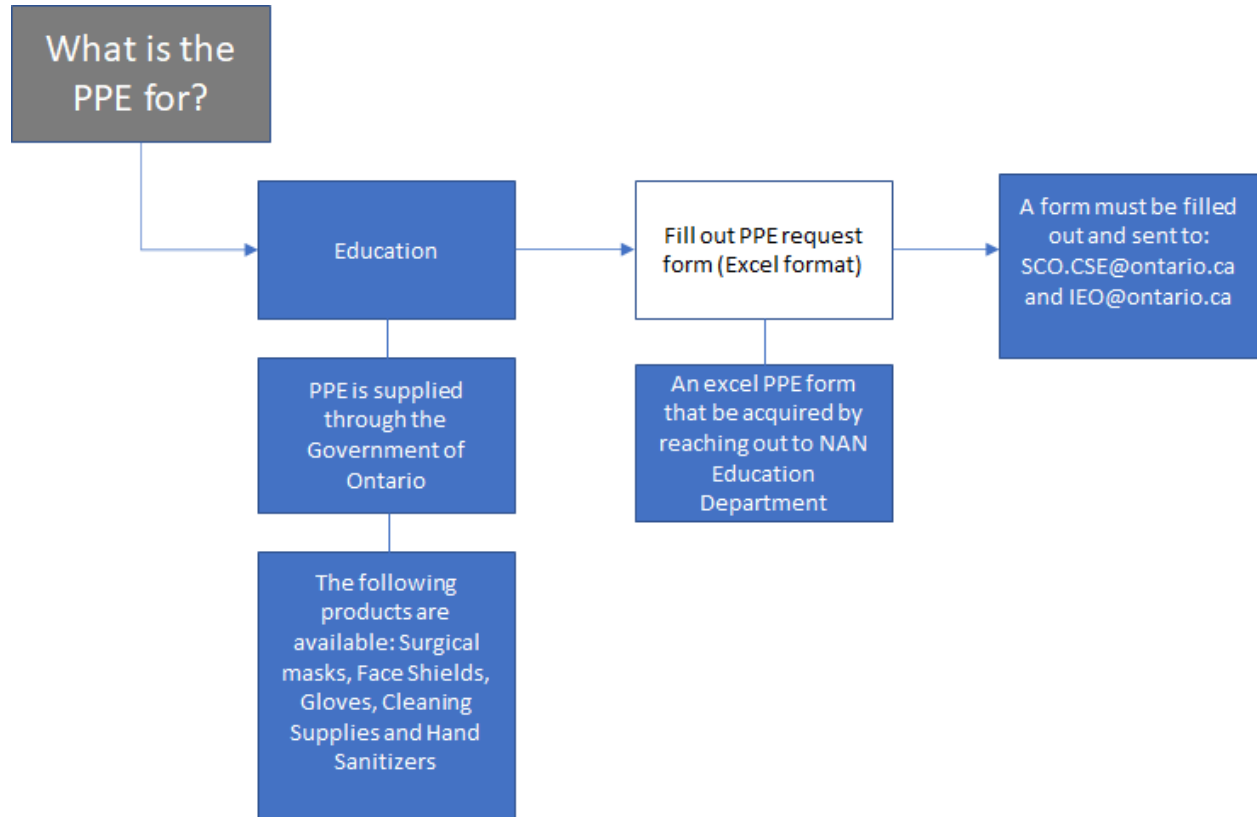 What is the
PPE for?
Education
Fill out PPE request
form (Excel format)
A form must be filled
out and sent to:
SCO.CSE@ontario.ca
and IEO@ontario.ca
PPE is supplied
through the
Government of
Ontario
An excel PPE form
that be acquired by
reaching out to NAN
Education
Department
The following
products are
available: Surgical
masks, Face Shields,
Gloves, Cleaning
Supplies and Hand
Sanitizers